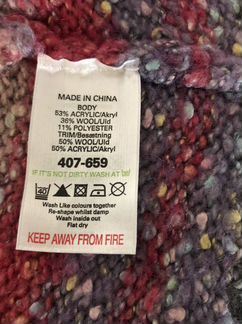 MADE IN CHINA
BODY
53% ACRYLIC/Akryl
36% WOOL/Uld
11% POLYESTER
TRIM/Besætning
50% WOOL/Uld
50% ACRYLIC/Akryl
407-659
IF IT'S NOT DIRTY WASH AT
40
Wash Like colours together
Re-shape whilst damp
Wash inside out
Dry flat
KEEP AWAY FROM FIRE